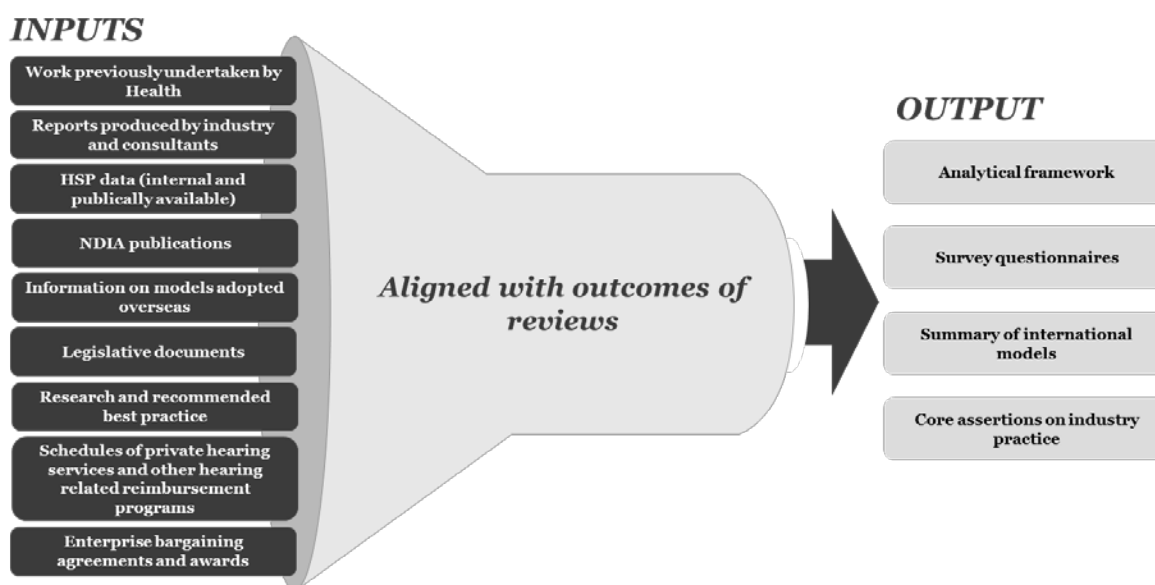 INPUTS
Work previously undertaken by
Health
Reports produced by industry
and consultants
HSP data (internal and
publically available)
NDIA publications
Information on models adopted
overseas
Legislative documents
Research and recommended
best practice
Schedules of private hearing
services and other hearing
related reimbursement
programs
Enterprise bargaining
agreements and awards
Aligned with outcomes of
reviews
OUTPUT
Analytical framework
Survey questionnaires
Summary of international
models
Core assertions on industry
practice